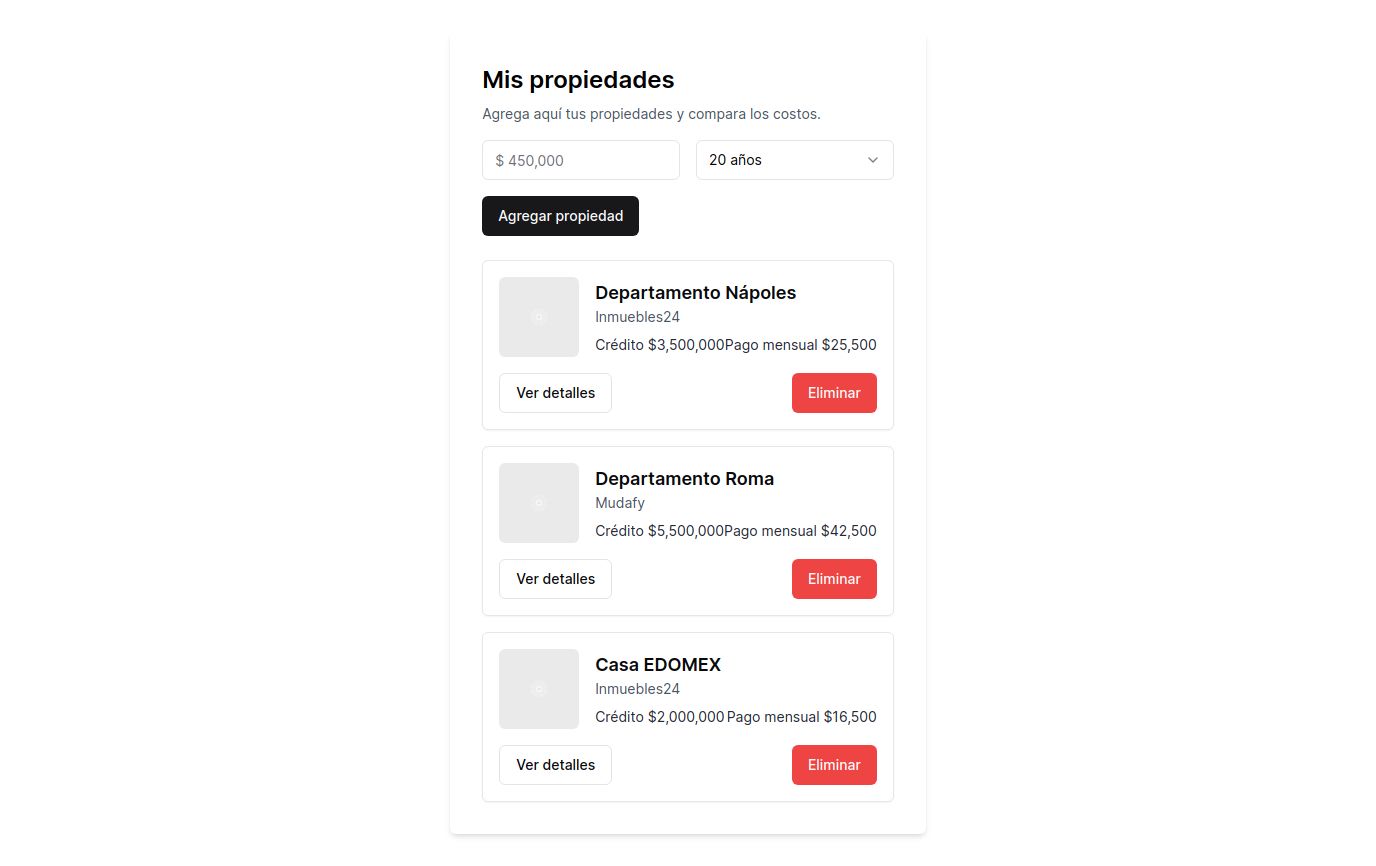 Mis propiedades
Agrega aquí tus propiedades y compara los costos.
$ 450,000 20 años
Agregar propiedad
Departamento Nápoles
Inmuebles24
Crédito $3,500,000Pago mensual $25,500
Ver detalles Eliminar
Departamento Roma
Mudafy
Crédito $5,500,000Pago mensual $42,500
Ver detalles Eliminar
Casa EDOMEX
Inmuebles24
Crédito $2,000,000 Pago mensual $16,500
Ver detalles Eliminar